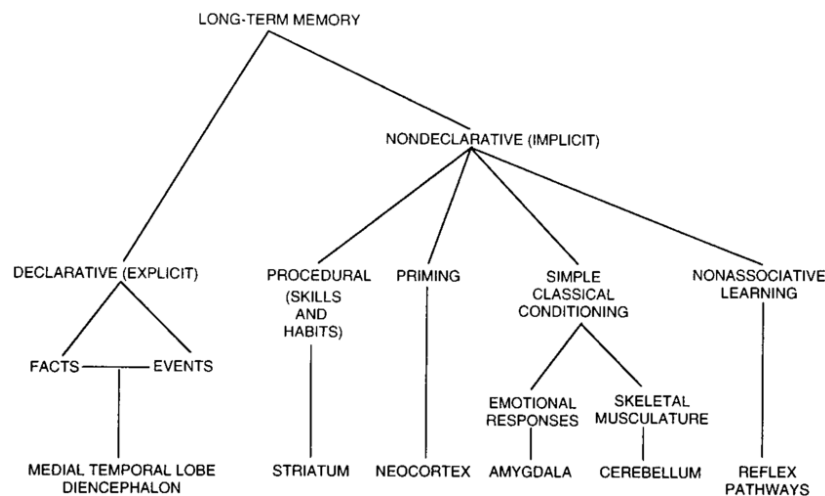 LONG-TERM MEMORY
NONDECLARATIVE (IMPLICIT)
DECLARATIVE (EXPLICIT)
PROCEDURAL
(SKILLS
AND
HABITS)
PRIMING
SIMPLE
CLASSICAL
CONDITIONING
NONASSOCIATIVE
LEARNING
FACTS
EVENTS
EMOTIONAL
RESPONSES
SKELETAL
MUSCULATURE
MEDIAL TEMPORAL LOBE
DIENCEPHALON
STRIATUM
NEOCORTEX
AMYGDALA
CEREBELLUM
REFLEX
PATHWAYS